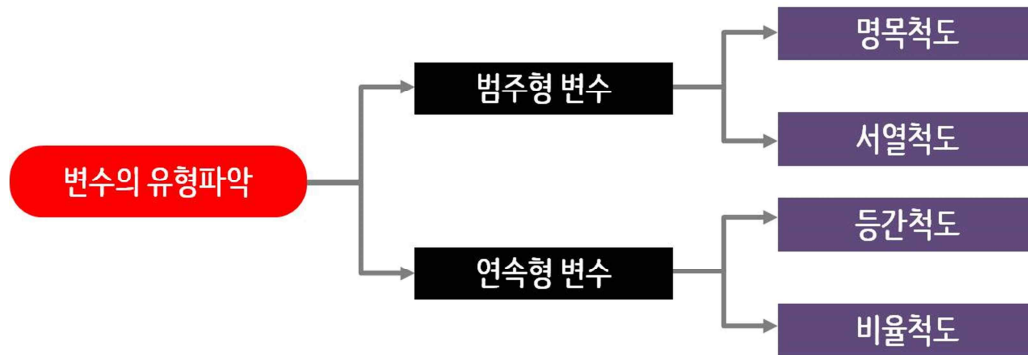 변수의 유형파악
범주형 변수
명목척도
서열척도
연속형 변수
등간척도
비율척도